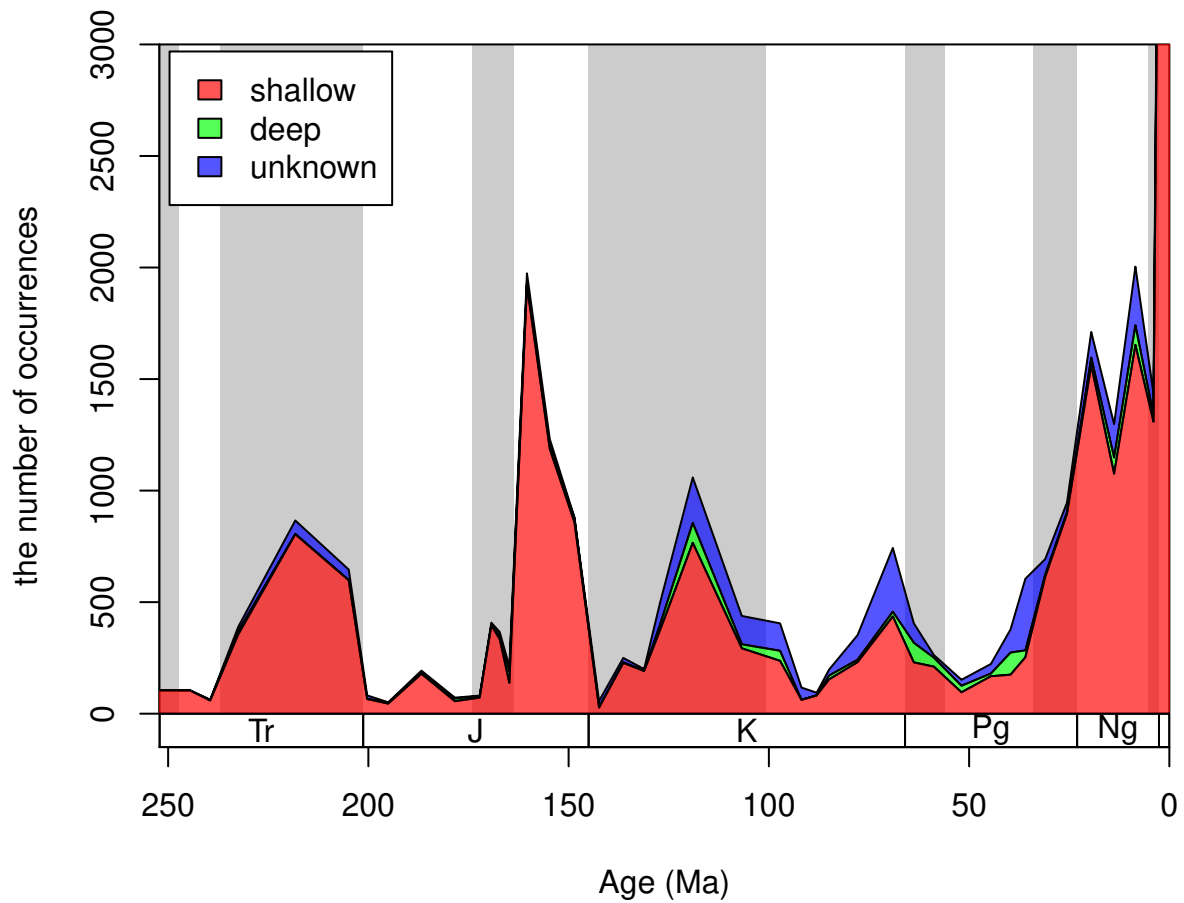 the number of occurrences
3000
2500
2000
1500
1000
500
0
shallow
deep
unknown
Tr J K Pg Ng
250 200 150 100 50 0
Age (Ma)